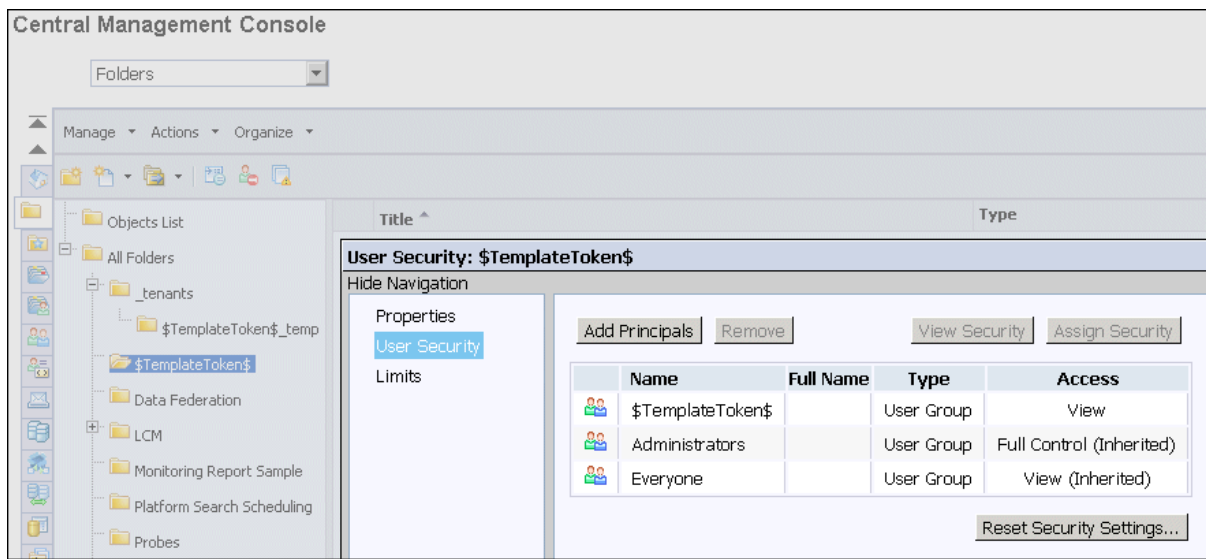 Central Management Console
Folders
Manage Actions Organize
Objects List
All Folders
_tenants
$TemplateToken$_temp
$TemplateToken$
Data Federation
LCM
Monitoring Report Sample
Platform Search Scheduling
Probes
Title Type
User Security: $TemplateToken$
Hide Navigation
Properties
User Security
Limits
Add Principals Remove View Security Assign Security
Name Full Name Type Access
$TemplateToken$ User Group View
Administrators User Group Full Control (Inherited)
Everyone User Group View (Inherited)
Reset Security Settings...